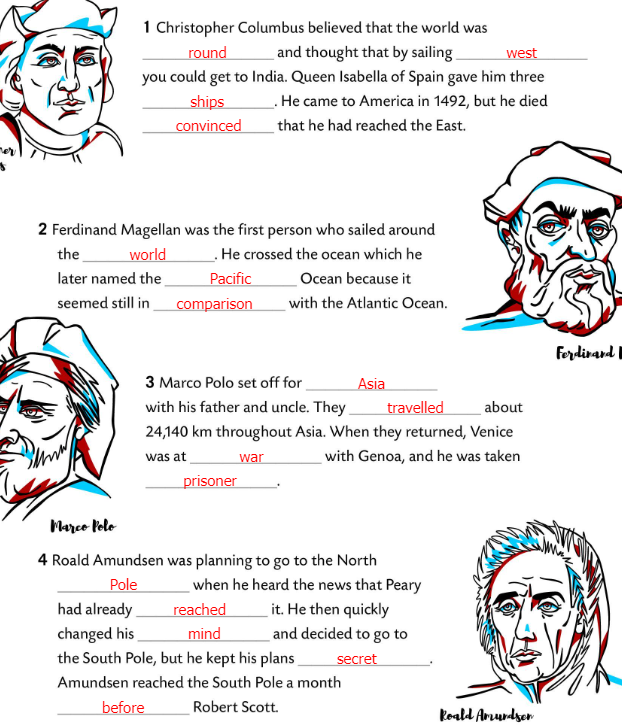 1 Christopher Columbus believed that the world was
round and thought that by sailing west
you could get to India. Queen Isabella of Spain gave him three
ships. He came to America in 1492, but he died
convinced that he had reached the East.
2 Ferdinand Magellan was the first person who sailed around
the world. He crossed the ocean which he
later named the Pacific Ocean because it
seemed still in comparison with the Atlantic Ocean.
Ferdinand
3 Marco Polo set off for Asia
with his father and uncle. They travelled about
24,140 km throughout Asia. When they returned, Venice
was at war with Genoa, and he was taken
prisoner.
Marco Polo
4 Roald Amundsen was planning to go to the North
Pole when he heard the news that Peary
had already reached it. He then quickly
changed his mind and decided to go to
the South Pole, but he kept his plans secret.
Amundsen reached the South Pole a month
before Robert Scott.
Roald Amundsen